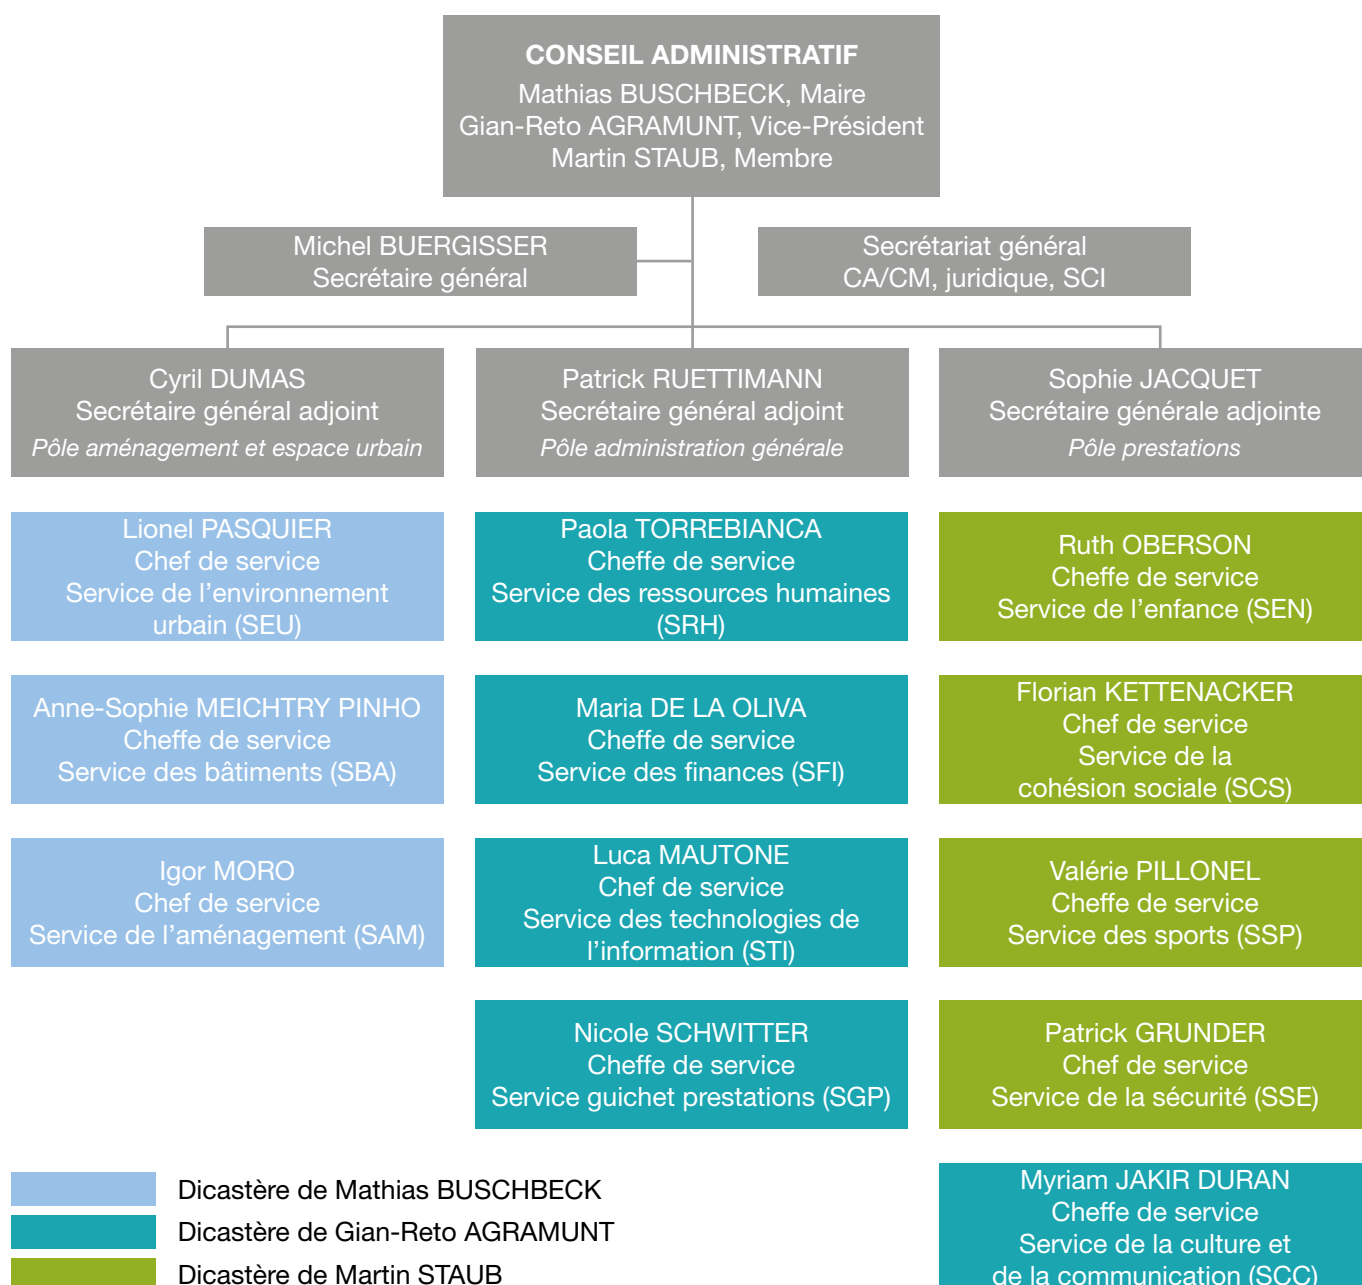 CONSEIL ADMINISTRATIF
Mathias BUSCHBECK, Maire
Gian-Reto AGRAMUNT, Vice-Président
Martin STAUB, Membre
Michel BUERGISSER
Secrétaire général
Secrétariat général
CA/CM, juridique, SCI
Cyril DUMAS
Secrétaire général adjoint
Pôle aménagement et espace urbain
Patrick RUETTIMANN
Secrétaire général adjoint
Pôle administration générale
Sophie JACQUET
Secrétaire générale adjointe
Pôle prestations
Lionel PASQUIER
Chef de service
Service de l'environnement
urbain (SEU)
Paola TORREBIANCA
Cheffe de service
Service des ressources humaines
(SRH)
Ruth OBERSON
Cheffe de service
Service de l'enfance (SEN)
Anne-Sophie MEICHTRY PINHO
Cheffe de service
Service des bâtiments (SBA)
Maria DE LA OLIVA
Cheffe de service
Service des finances (SFI)
Florian KETTENACKER
Chef de service
Service de la
cohésion sociale (SCS)
Igor MORO
Chef de service
Service de l'aménagement (SAM)
Luca MAUTONE
Chef de service
Service des technologies de
l'information (STI)
Valérie PILLONEL
Cheffe de service
Service des sports (SSP)
Nicole SCHWITTER
Cheffe de service
Service guichet prestations (SGP)
Patrick GRUNDER
Chef de service
Service de la sécurité (SSE)
Myriam JAKIR DURAN
Cheffe de service
Service de la culture et
de la communication (SCC)
Dicastère de Mathias BUSCHBECK
Dicastère de Gian-Reto AGRAMUNT
Dicastère de Martin STAUB